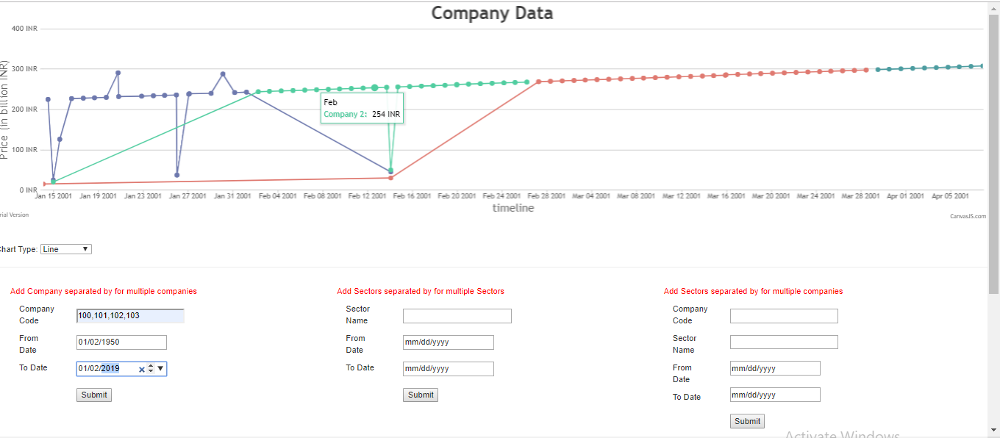 Company Data
400 INR
300 INR
200 INR
100 INR
0 INR
Price (in billion INR)
Feb
Company 2: 254 INR
Jan 15 2001 Jan 19 2001 Jan 23 2001 Jan 27 2001 Jan 31 2001 Feb 04 2001 Feb 08 2001 Feb 12 2001 Feb 16 2001 Feb 20 2001 Feb 24 2001 Feb 28 2001 Mar 04 2001 Mar 08 2001 Mar 12 2001 Mar 16 2001 Mar 20 2001 Mar 24 2001 Mar 28 2001 Apr 01 2001 Apr 05 2001
timeline
rial Version
CanvasJS.com
Chart Type: Line
Add Company separated by for multiple companies
Company
Code
100,101,102,103
From
Date
01/02/1950
To Date
01/02/2019
Submit
Add Sectors separated by for multiple Sectors
Sector
Name
From
Date
mm/dd/yyyy
To Date
mm/dd/yyyy
Submit
Add Sectors separated by for multiple companies
Company
Code
Sector
Name
From
Date
mm/dd/yyyy
To Date
mm/dd/yyyy
Submit
Activate Windows